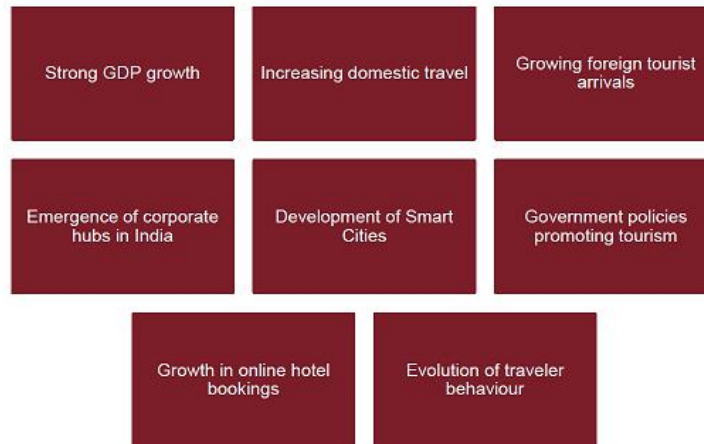 Strong GDP growth
Increasing domestic travel
Growing foreign tourist
arrivals
Emergence of corporate
hubs in India
Development of Smart
Cities
Government policies
promoting tourism
Growth in online hotel
bookings
Evolution of traveler
behaviour